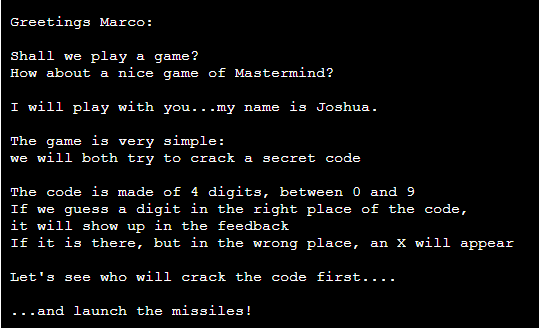 Greetings Marco:
Shall we play a game?
How about a nice game of Mastermind?
I will play with you...my name is Joshua.
The game is very simple:
we will both try to crack a secret code
The code is made of 4 digits, between 0 and 9
If we guess a digit in the right place of the code,
it will show up in the feedback
If it is there, but in the wrong place, an X will appear
Let's see who will crack the code first....
...and launch the missiles!